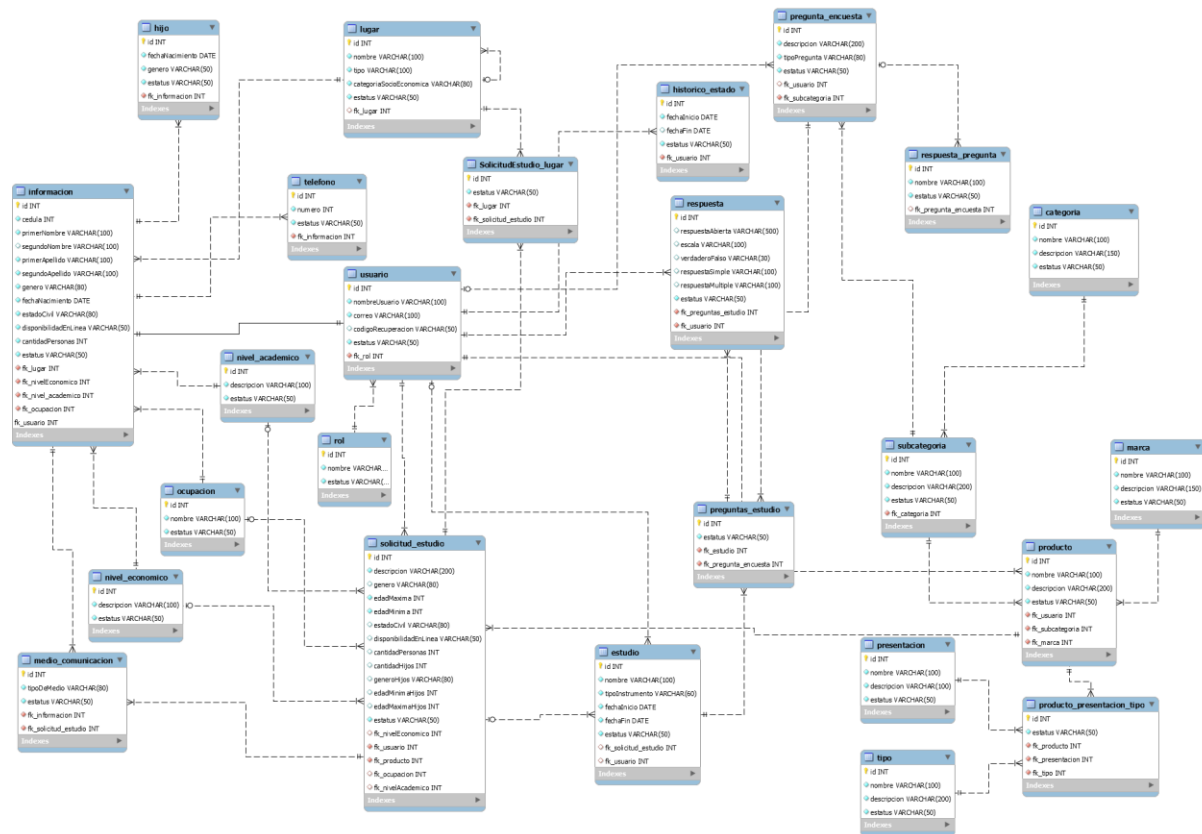 hijo
id INT
fechaNacimiento DATE
genero VARCHAR(50)
estatus VARCHAR(50)
fk_informacion INT
Indexes
lugar
id INT
nombre VARCHAR(100)
tipo VARCHAR(100)
categoriaSocioEconomica VARCHAR(80)
estatus VARCHAR(50)
fk_lugar INT
Indexes
pregunta_encuesta
id INT
descripcion VARCHAR(200)
tipoPregunta VARCHAR(80)
estatus VARCHAR(50)
fk_usuario INT
fk_subcategoria INT
Indexes
historico_estado
id INT
fechaInicio DATE
fechaFin DATE
estatus VARCHAR(50)
fk_usuario INT
Indexes
respuesta_pregunta
id INT
nombre VARCHAR(100)
estatus VARCHAR(50)
fk_pregunta_encuesta INT
Indexes
SolicitudEstudio_lugar
id INT
estatus VARCHAR(50)
fk_lugar INT
fk_solicitud_estudio INT
Indexes
telefono
id INT
numero INT
estatus VARCHAR(50)
fk_informacion INT
Indexes
informacion
id INT
cedula INT
primerNombre VARCHAR(100)
segundoNombre VARCHAR(100)
primerApellido VARCHAR(100)
segundoApellido VARCHAR(100)
genero VARCHAR(80)
fechaNacimiento DATE
estadoCivil VARCHAR(80)
disponibilidadEnLinea VARCHAR(50)
cantidadPersonas INT
estatus VARCHAR(50)
fk_lugar INT
fk_nivelEconomico INT
fk_nivel_academico INT
fk_ocupacion INT
fk_usuario INT
Indexes
respuesta
id INT
respuestaAbierta VARCHAR(500)
escala VARCHAR(100)
verdaderoFalso VARCHAR(30)
respuestaSimple VARCHAR(100)
respuestaMultiple VARCHAR(100)
estatus VARCHAR(50)
fk_preguntas_estudio INT
fk_usuario INT
Indexes
categoria
id INT
nombre VARCHAR(100)
descripcion VARCHAR(150)
estatus VARCHAR(50)
Indexes
usuario
id INT
nombreUsuario VARCHAR(100)
correo VARCHAR(100)
codigoRecuperacion VARCHAR(50)
estatus VARCHAR(50)
fk_rol INT
Indexes
nivel_academico
id INT
descripcion VARCHAR(100)
estatus VARCHAR(50)
Indexes
rol
id INT
nombre VARCHAR...
estatus VARCHAR(...
Indexes
subcategoria
id INT
nombre VARCHAR(100)
descripcion VARCHAR(200)
estatus VARCHAR(50)
fk_categoria INT
Indexes
marca
id INT
nombre VARCHAR(100)
descripcion VARCHAR(150)
estatus VARCHAR(50)
Indexes
ocupacion
id INT
nombre VARCHAR(100)
estatus VARCHAR(50)
Indexes
preguntas_estudio
id INT
estatus VARCHAR(50)
fk_estudio INT
fk_pregunta_encuesta INT
Indexes
solicitud_estudio
id INT
descripcion VARCHAR(200)
genero VARCHAR(80)
edadMaxima INT
edadMinima INT
estadoCivil VARCHAR(80)
disponibilidadEnLinea VARCHAR(50)
cantidadPersonas INT
cantidadHijos INT
generoHijos VARCHAR(80)
edadMinimaHijos INT
edadMaximaHijos INT
estatus VARCHAR(50)
fk_nivelEconomico INT
fk_usuario INT
fk_producto INT
fk_ocupacion INT
fk_nivelAcademico INT
Indexes
producto
id INT
nombre VARCHAR(100)
descripcion VARCHAR(200)
estatus VARCHAR(50)
fk_usuario INT
fk_subcategoria INT
fk_marca INT
Indexes
nivel_economico
id INT
descripcion VARCHAR(100)
estatus VARCHAR(50)
Indexes
medio_comunicacion
id INT
tipoDeMedio VARCHAR(80)
estatus VARCHAR(50)
fk_informacion INT
fk_solicitud_estudio INT
Indexes
estudio
id INT
nombre VARCHAR(100)
tipoInstrumento VARCHAR(60)
fechaInicio DATE
fechaFin DATE
estatus VARCHAR(50)
fk_solicitud_estudio INT
fk_usuario INT
Indexes
presentacion
id INT
nombre VARCHAR(100)
descripcion VARCHAR(100)
estatus VARCHAR(50)
Indexes
producto_presentacion_tipo
id INT
estatus VARCHAR(50)
fk_producto INT
fk_presentacion INT
fk_tipo INT
Indexes
tipo
id INT
nombre VARCHAR(100)
descripcion VARCHAR(200)
estatus VARCHAR(50)
Indexes